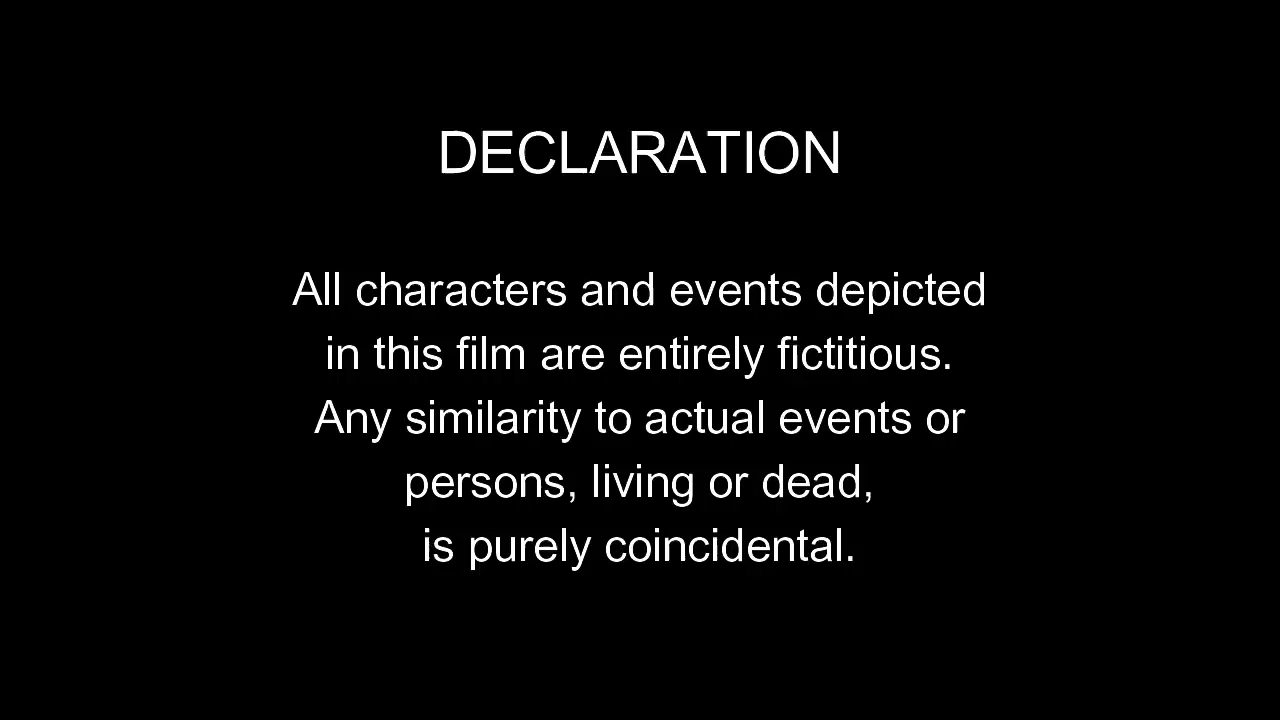 DECLARATION
All characters and events depicted
in this film are entirely fictitious.
Any similarity to actual events or
persons, living or dead,
is purely coincidental.